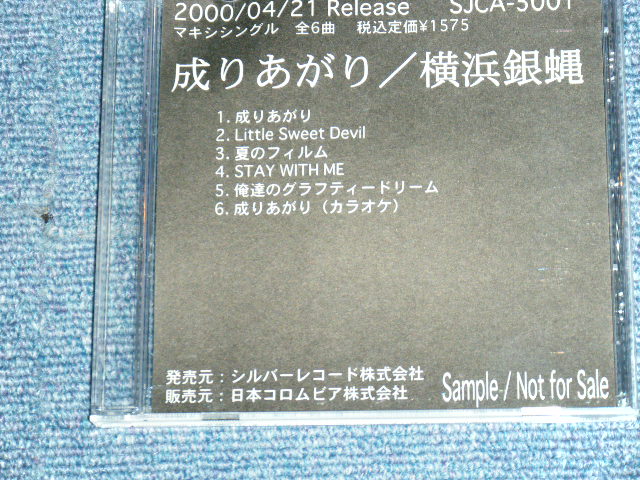 2000/04/21 Release SJCA-5001
マキシシングル 全6曲 税込定価¥1575
成りあがり／横浜銀蝿
1. 成りあがり
2. Little Sweet Devil
3. 夏のフィルム
4. STAY WITH ME
5. 俺達のグラフティードリーム
6. 成りあがり（カラオケ）
発売元：シルバーレコード株式会社
販売元：日本コロムビア株式会社
Sample / Not for Sale